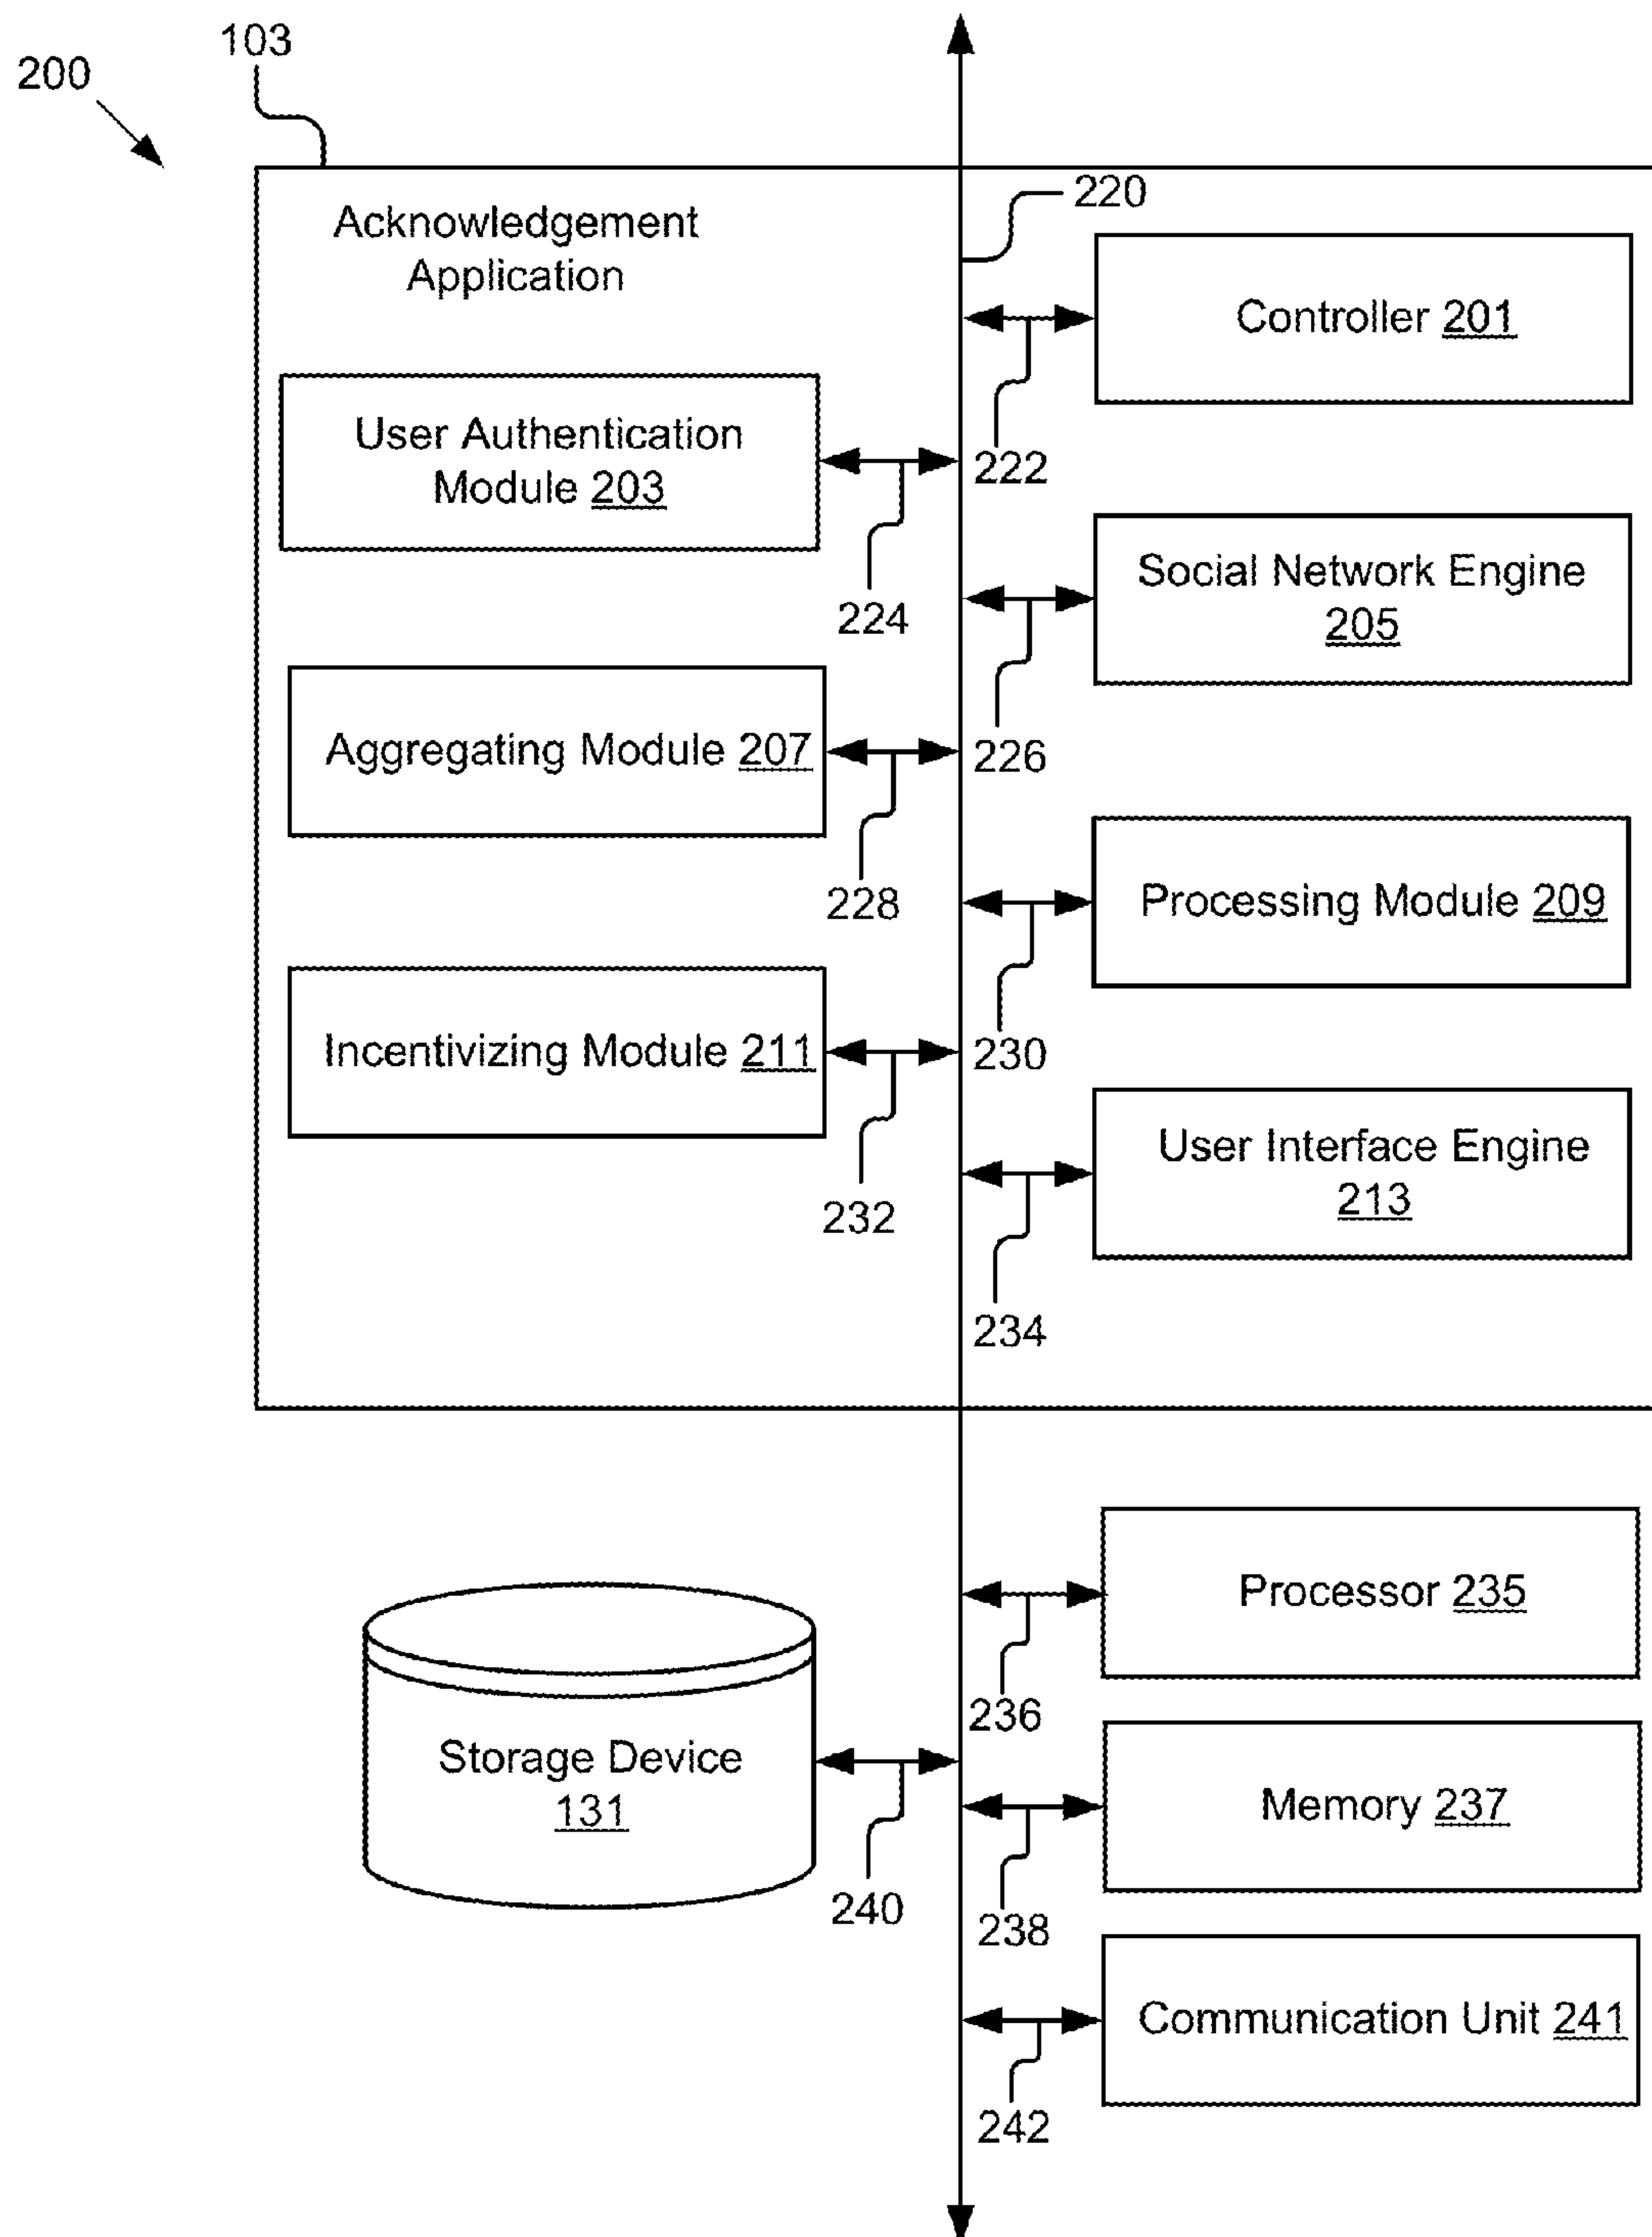 103
200
220
Acknowledgement
Application
Controller 201
222
User Authentication
Module 203
224
Social Network Engine
205
226
Aggregating Module 207
228
Processing Module 209
230
Incentivizing Module 211
232
User Interface Engine
213
234
Processor 235
236
Storage Device
131
240
Memory 237
238
Communication Unit 241
242